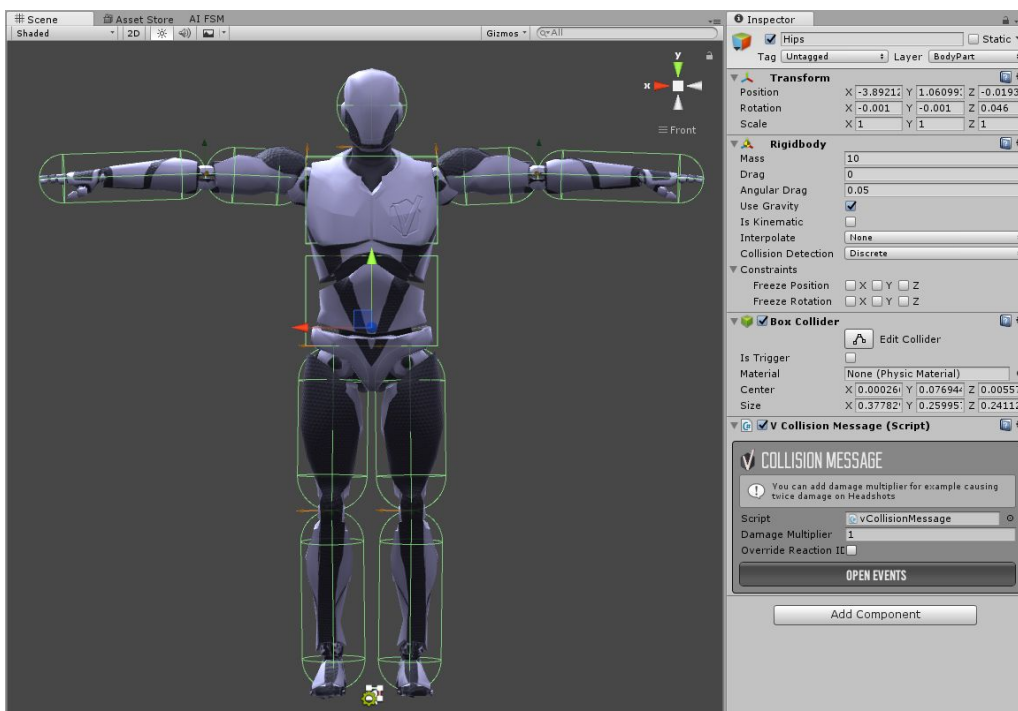 Scene
Asset Store
AI FSM
Shaded
2D
Gizmos
All
y
x
Front
Inspector
Hips
Static
Tag Untagged Layer BodyPart
Transform
Position X -3.89212 Y 1.06099 Z -0.0193
Rotation X -0.001 Y -0.001 Z 0.046
Scale X 1 Y 1 Z 1
Rigidbody
Mass 10
Drag 0
Angular Drag 0.05
Use Gravity
Is Kinematic
Interpolate None
Collision Detection Discrete
Constraints
Freeze Position X Y Z
Freeze Rotation X Y Z
Box Collider
Edit Collider
Is Trigger
Material None (Physic Material)
Center X 0.00026 Y 0.07694 Z 0.00557
Size X 0.37782 Y 0.25995 Z 0.24112
V Collision Message (Script)
COLLISION MESSAGE
You can add damage multiplier for example causing
twice damage on Headshots
Script vCollisionMessage
Damage Multiplier 1
Override Reaction ID
OPEN EVENTS
Add Component